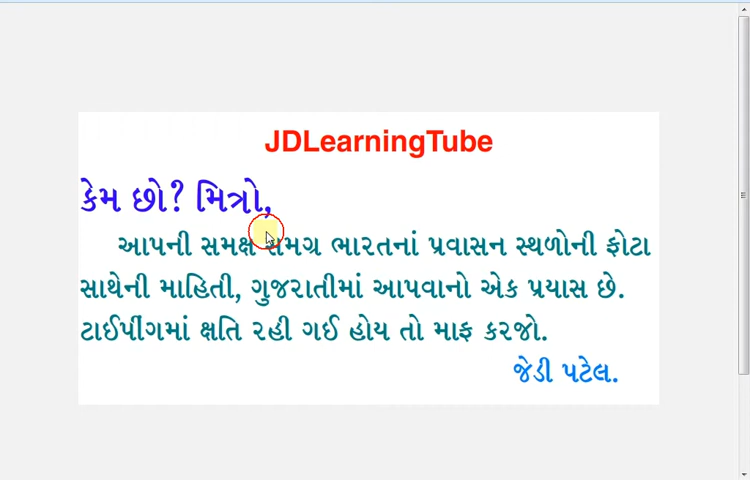 JDLearningTube
કેમ છો? મિત્રો,
આપની સમક્ષ સમગ્ર ભારતનાં પ્રવાસન સ્થળોની ફોટા
સાથેની માહિતી, ગુજરાતીમાં આપવાનો એક પ્રયાસ છે.
ટાઈપીંગમાં ક્ષતિ રહી ગઈ હોય તો માફ કરજો.
જેડી પટેલ.